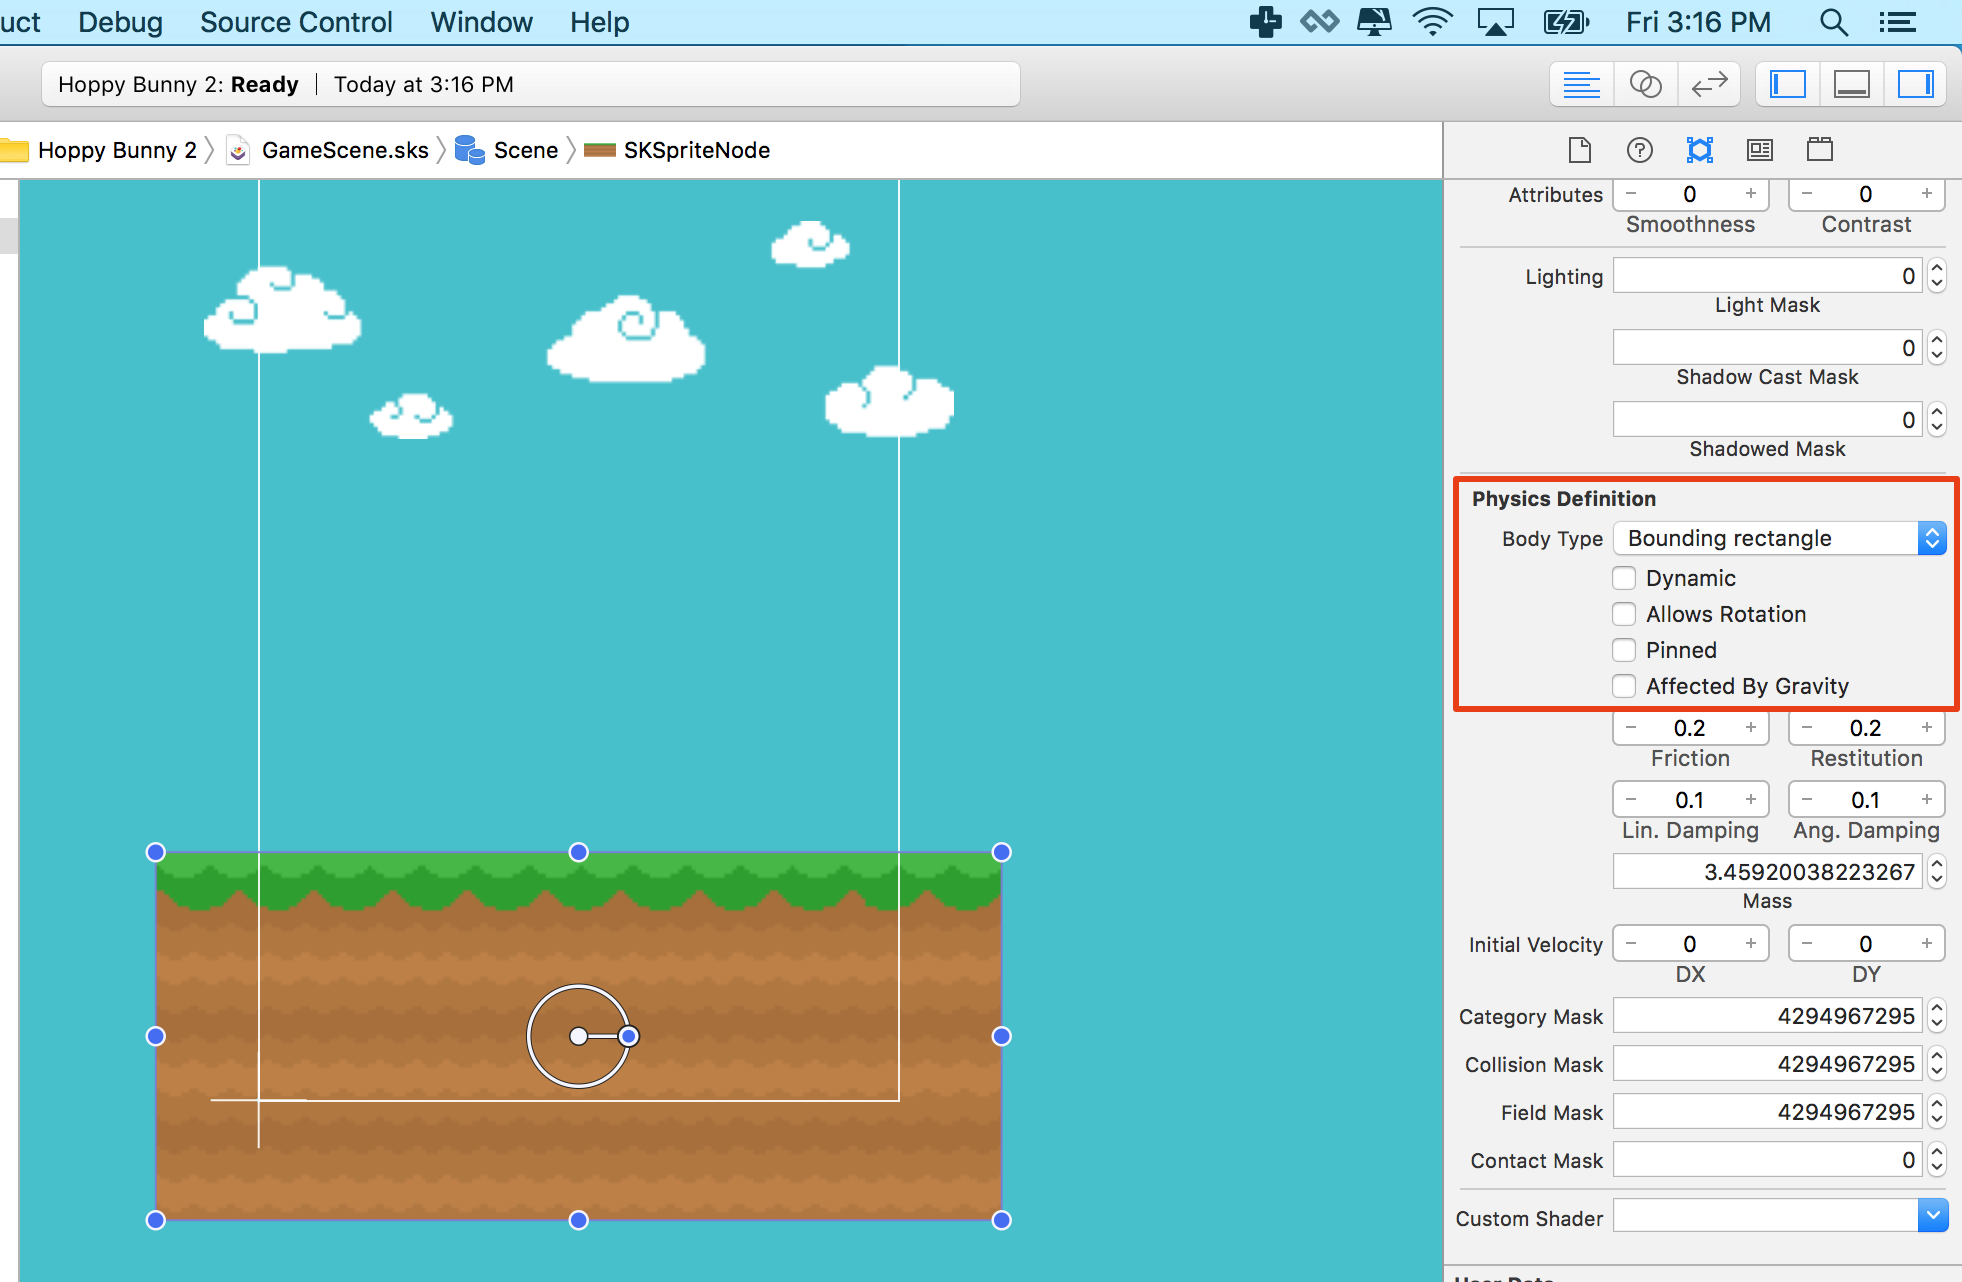 uct Debug Source Control Window Help Fri 3:16 PM
Hoppy Bunny 2: Ready | Today at 3:16 PM
Hoppy Bunny 2 GameScene.sks Scene SKSpriteNode
Attributes − 0 + − 0 +
Smoothness Contrast
Lighting 0
Light Mask
0
Shadow Cast Mask
0
Shadowed Mask
Physics Definition
Body Type Bounding rectangle
Dynamic
Allows Rotation
Pinned
Affected By Gravity
− 0.2 + − 0.2 +
Friction Restitution
− 0.1 + − 0.1 +
Lin. Damping Ang. Damping
3.45920038223267
Mass
Initial Velocity − 0 + − 0 +
DX DY
Category Mask 4294967295
Collision Mask 4294967295
Field Mask 4294967295
Contact Mask 0
Custom Shader